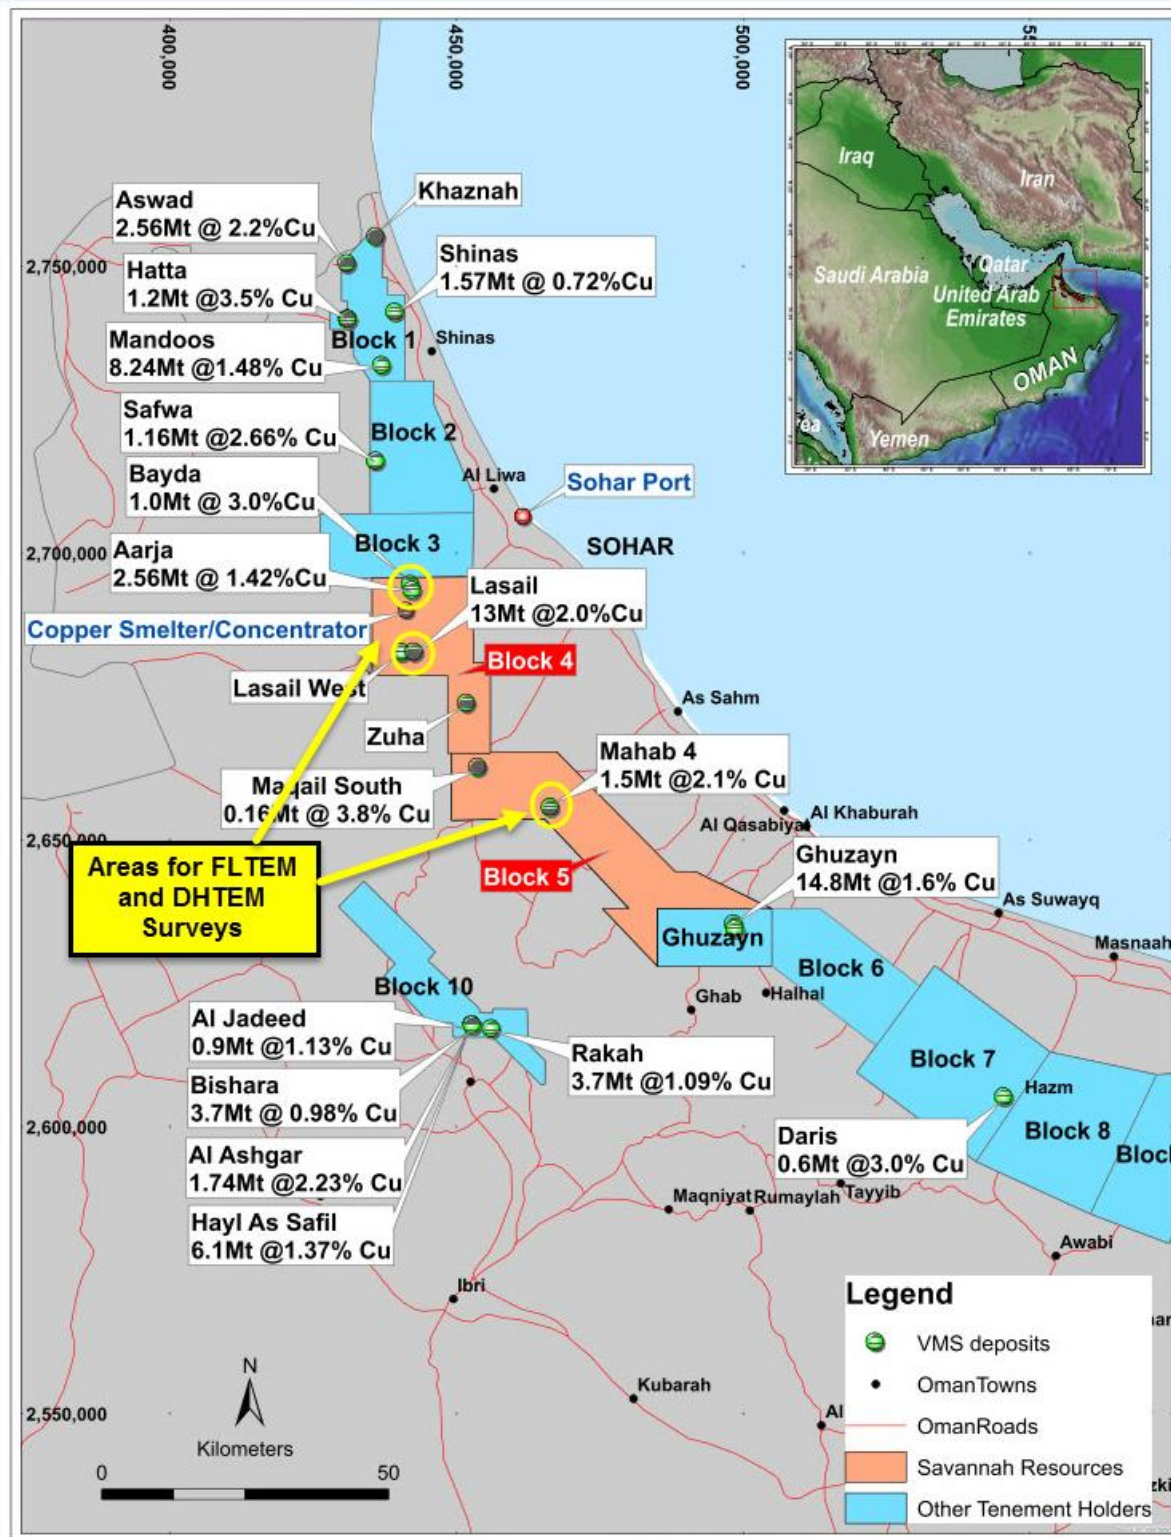 400,000
450,000
500,000
55
Iraq
Iran
Saudi Arabia
Qatar
United Arab
Emirates
OMAN
Yemen
ea
Aswad
2.56Mt @ 2.2%Cu
Khaznah
2,750,000
Hatta
1.2Mt @3.5% Cu
Shinas
1.57Mt @ 0.72%Cu
Mandoos
8.24Mt @1.48% Cu
Block 1
Shinas
Safwa
1.16Mt @2.66% Cu
Block 2
Bayda
1.0Mt @ 3.0%Cu
Al Liwa
Sohar Port
2,700,000
Aarja
2.56Mt @ 1.42%Cu
Block 3
SOHAR
Lasail
13Mt @2.0%Cu
Copper Smelter/Concentrator
Block 4
Lasail West
As Sahm
Zuha
Mahab 4
1.5Mt @2.1% Cu
Maqail South
0.16Mt @ 3.8% Cu
Al Khaburah
Al Qasabiya
2,650,000
Areas for FLTEM
and DHTEM
Surveys
Block 5
Ghuzayn
14.8Mt @1.6% Cu
As Suwayq
Ghuzayn
Masnaah
Block 6
Block 10
Ghab
Halhal
Al Jadeed
0.9Mt @1.13% Cu
Rakah
3.7Mt @1.09% Cu
Block 7
Hazm
Bishara
3.7Mt @ 0.98% Cu
2,600,000
Block 8
Daris
0.6Mt @3.0% Cu
Block
Al Ashgar
1.74Mt @2.23% Cu
Maqniyat
Rumaylah
Tayyib
Hayl As Safil
6.1Mt @1.37% Cu
Awabi
Ibri
Legend
VMS deposits
OmanTowns
OmanRoads
Savannah Resources
Other Tenement Holders
Kubarah
Al
2,550,000
N
Kilometers
0
50